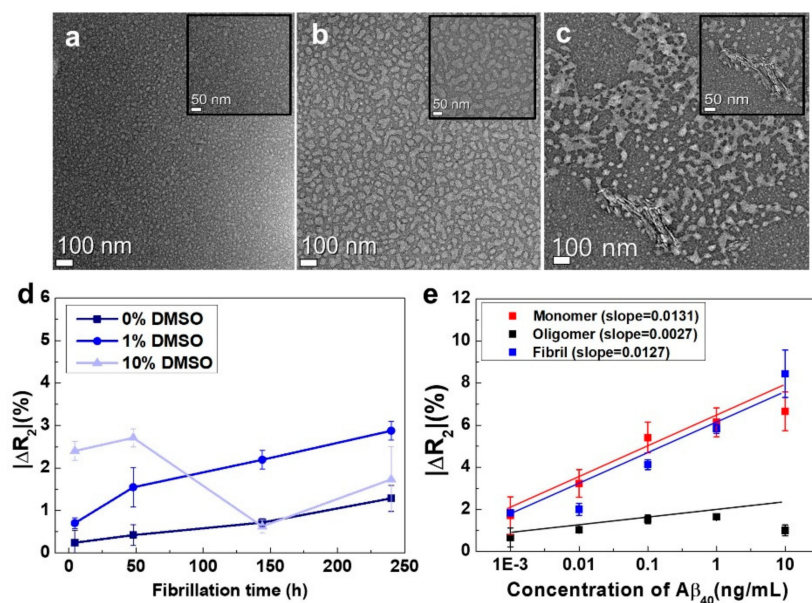 a
50 nm
100 nm
b
50 nm
100 nm
c
50 nm
100 nm
d
6
5
4
3
2
1
0
|ΔR₂|(%)
0% DMSO
1% DMSO
10% DMSO
0 50 100 150 200 250
Fibrillation time (h)
e
12
10
8
6
4
2
0
|ΔR₂|(%)
Monomer (slope=0.0131)
Oligomer (slope=0.0027)
Fibril (slope=0.0127)
1E-3 0.01 0.1 1 10
Concentration of Aβ₄₀(ng/mL)